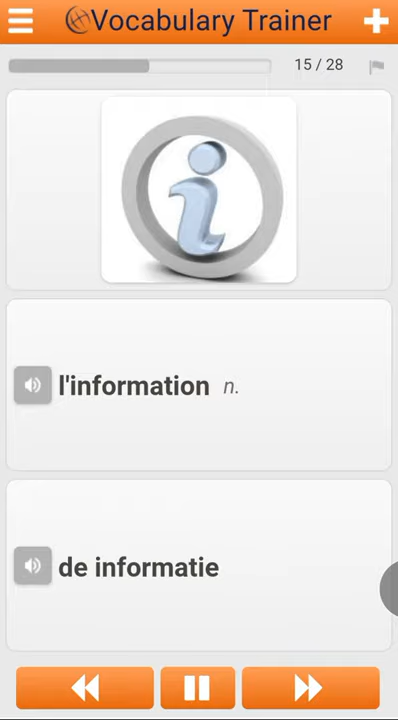 Vocabulary Trainer
15 / 28
i
l'information n.
de informatie